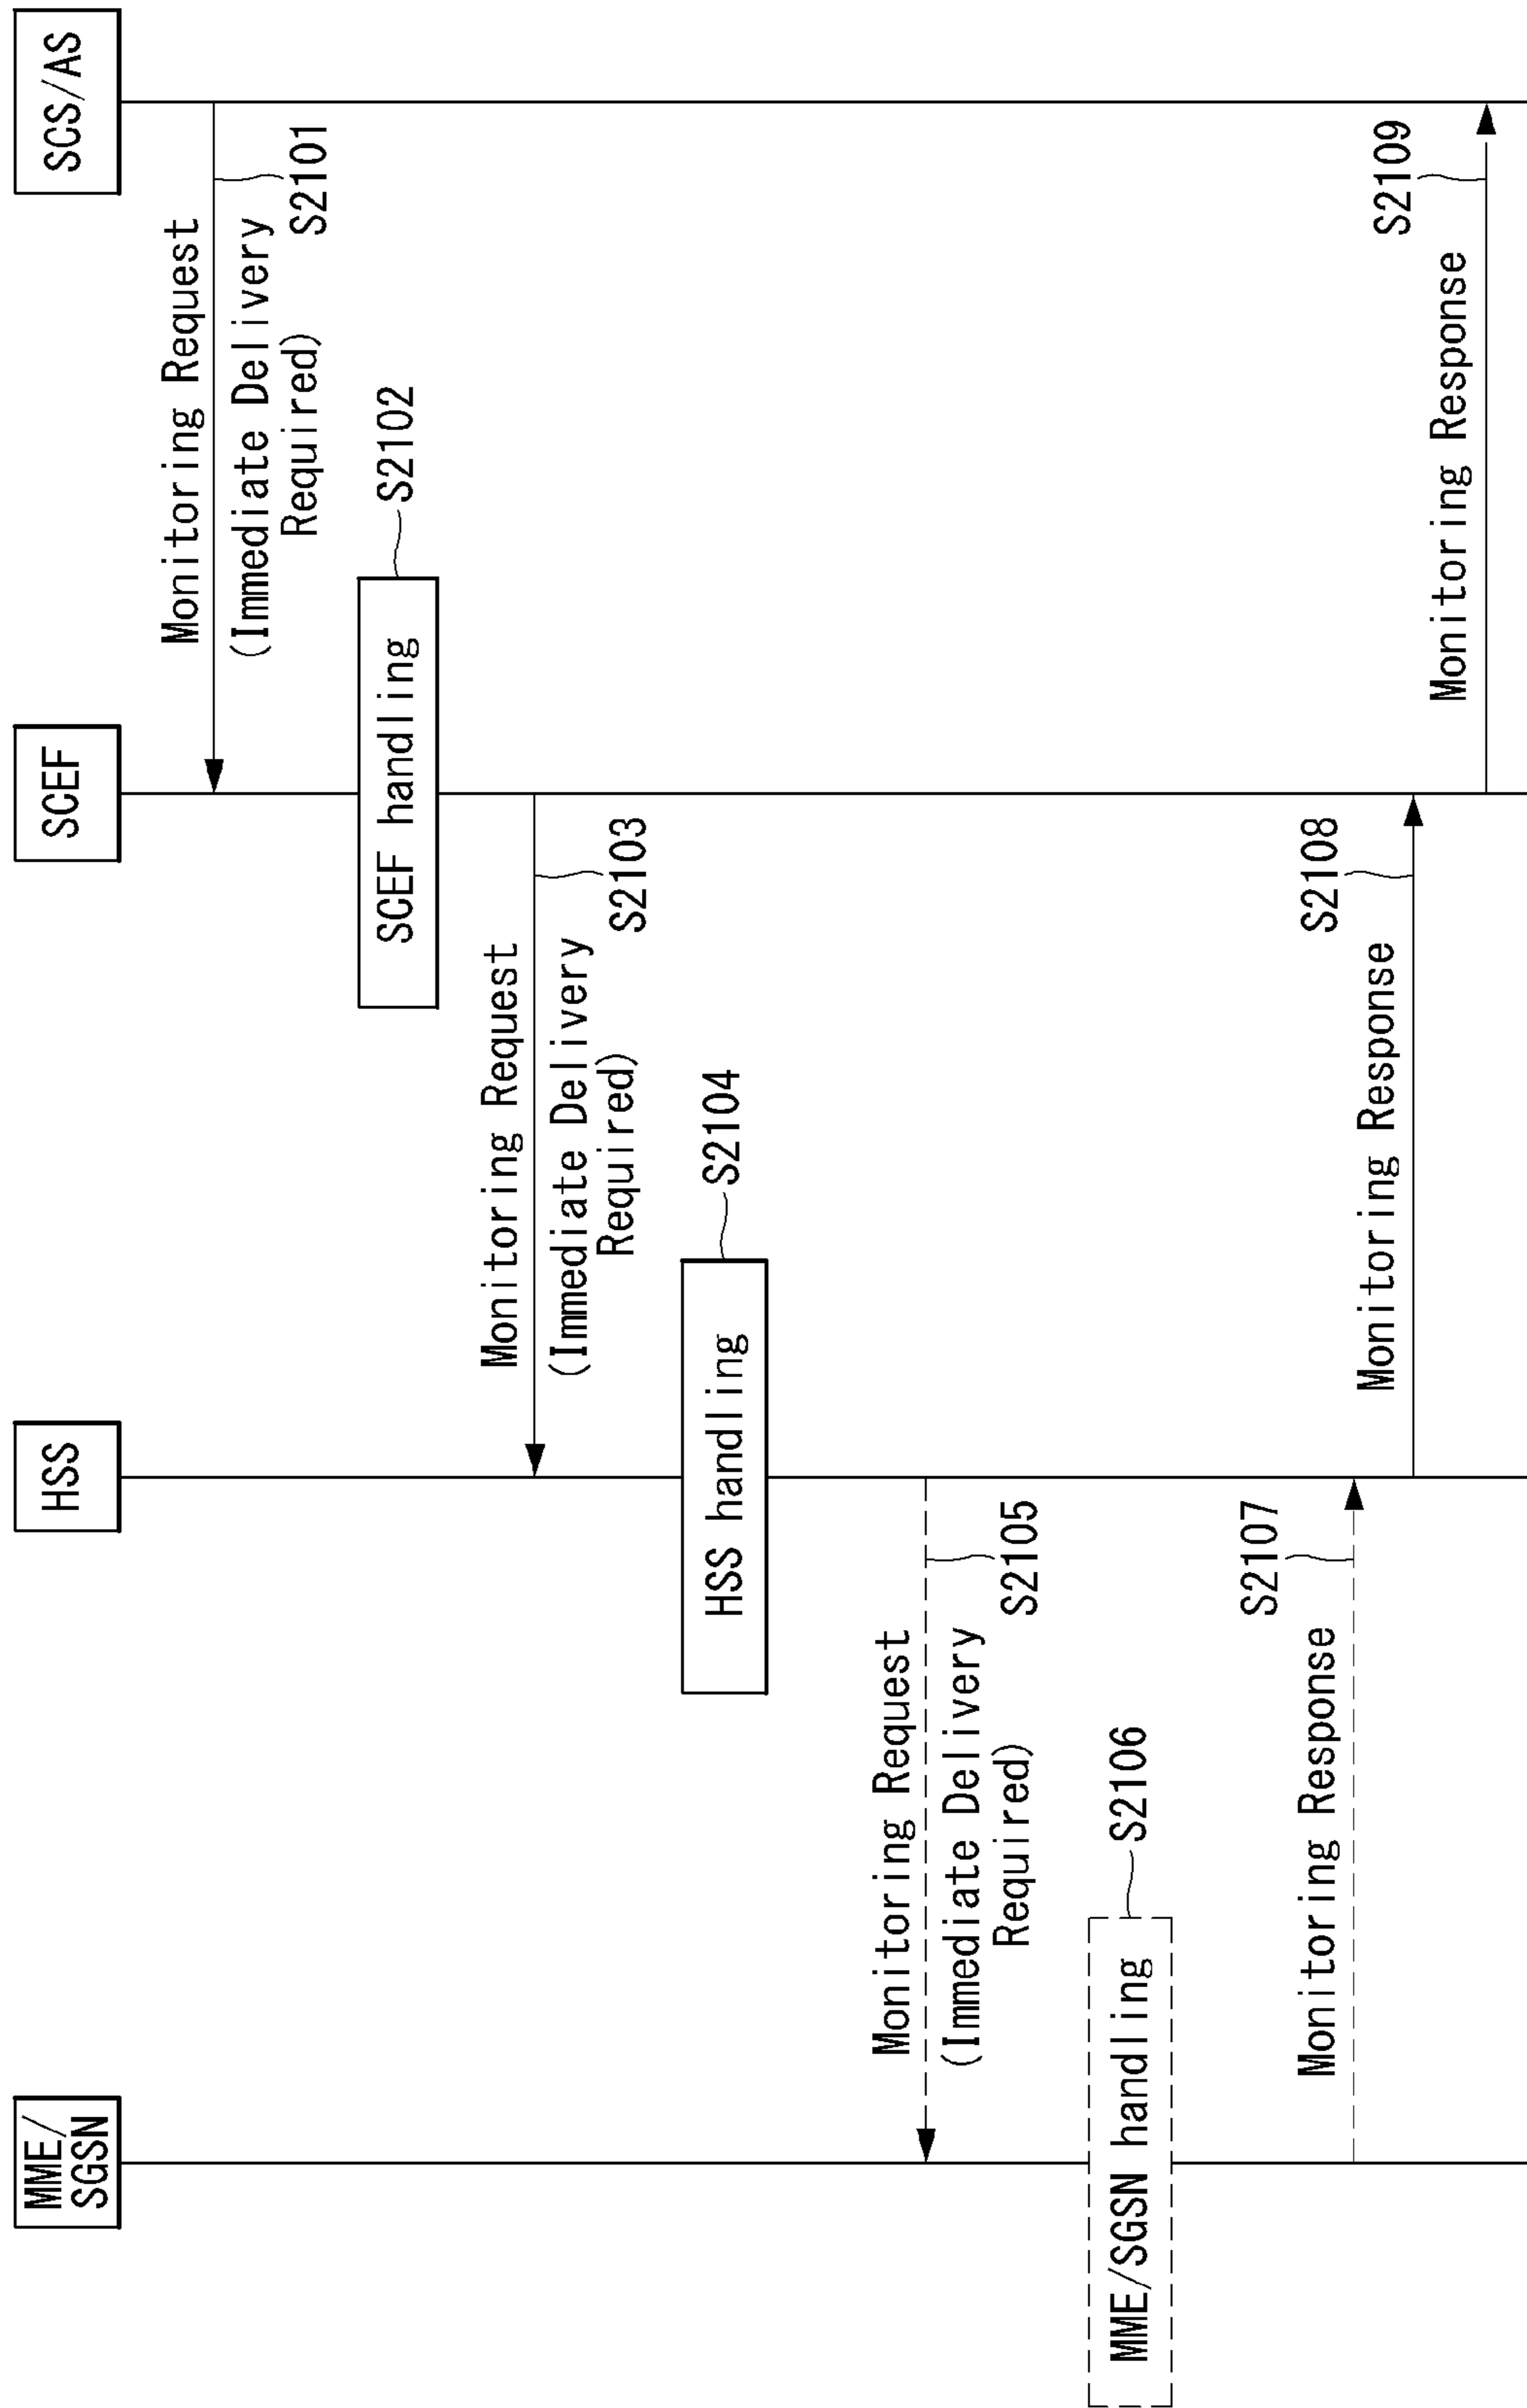 MME/
SGSN
HSS
SCEF
SCS/AS
Monitoring Request
(Immediate Delivery
Required)
S2101
SCEF handling
S2102
Monitoring Request
(Immediate Delivery
Required)
S2103
HSS handling
S2104
Monitoring Request
(Immediate Delivery
Required)
S2105
MME/SGSN handling
S2106
Monitoring Response
S2107
Monitoring Response
S2108
Monitoring Response
S2109